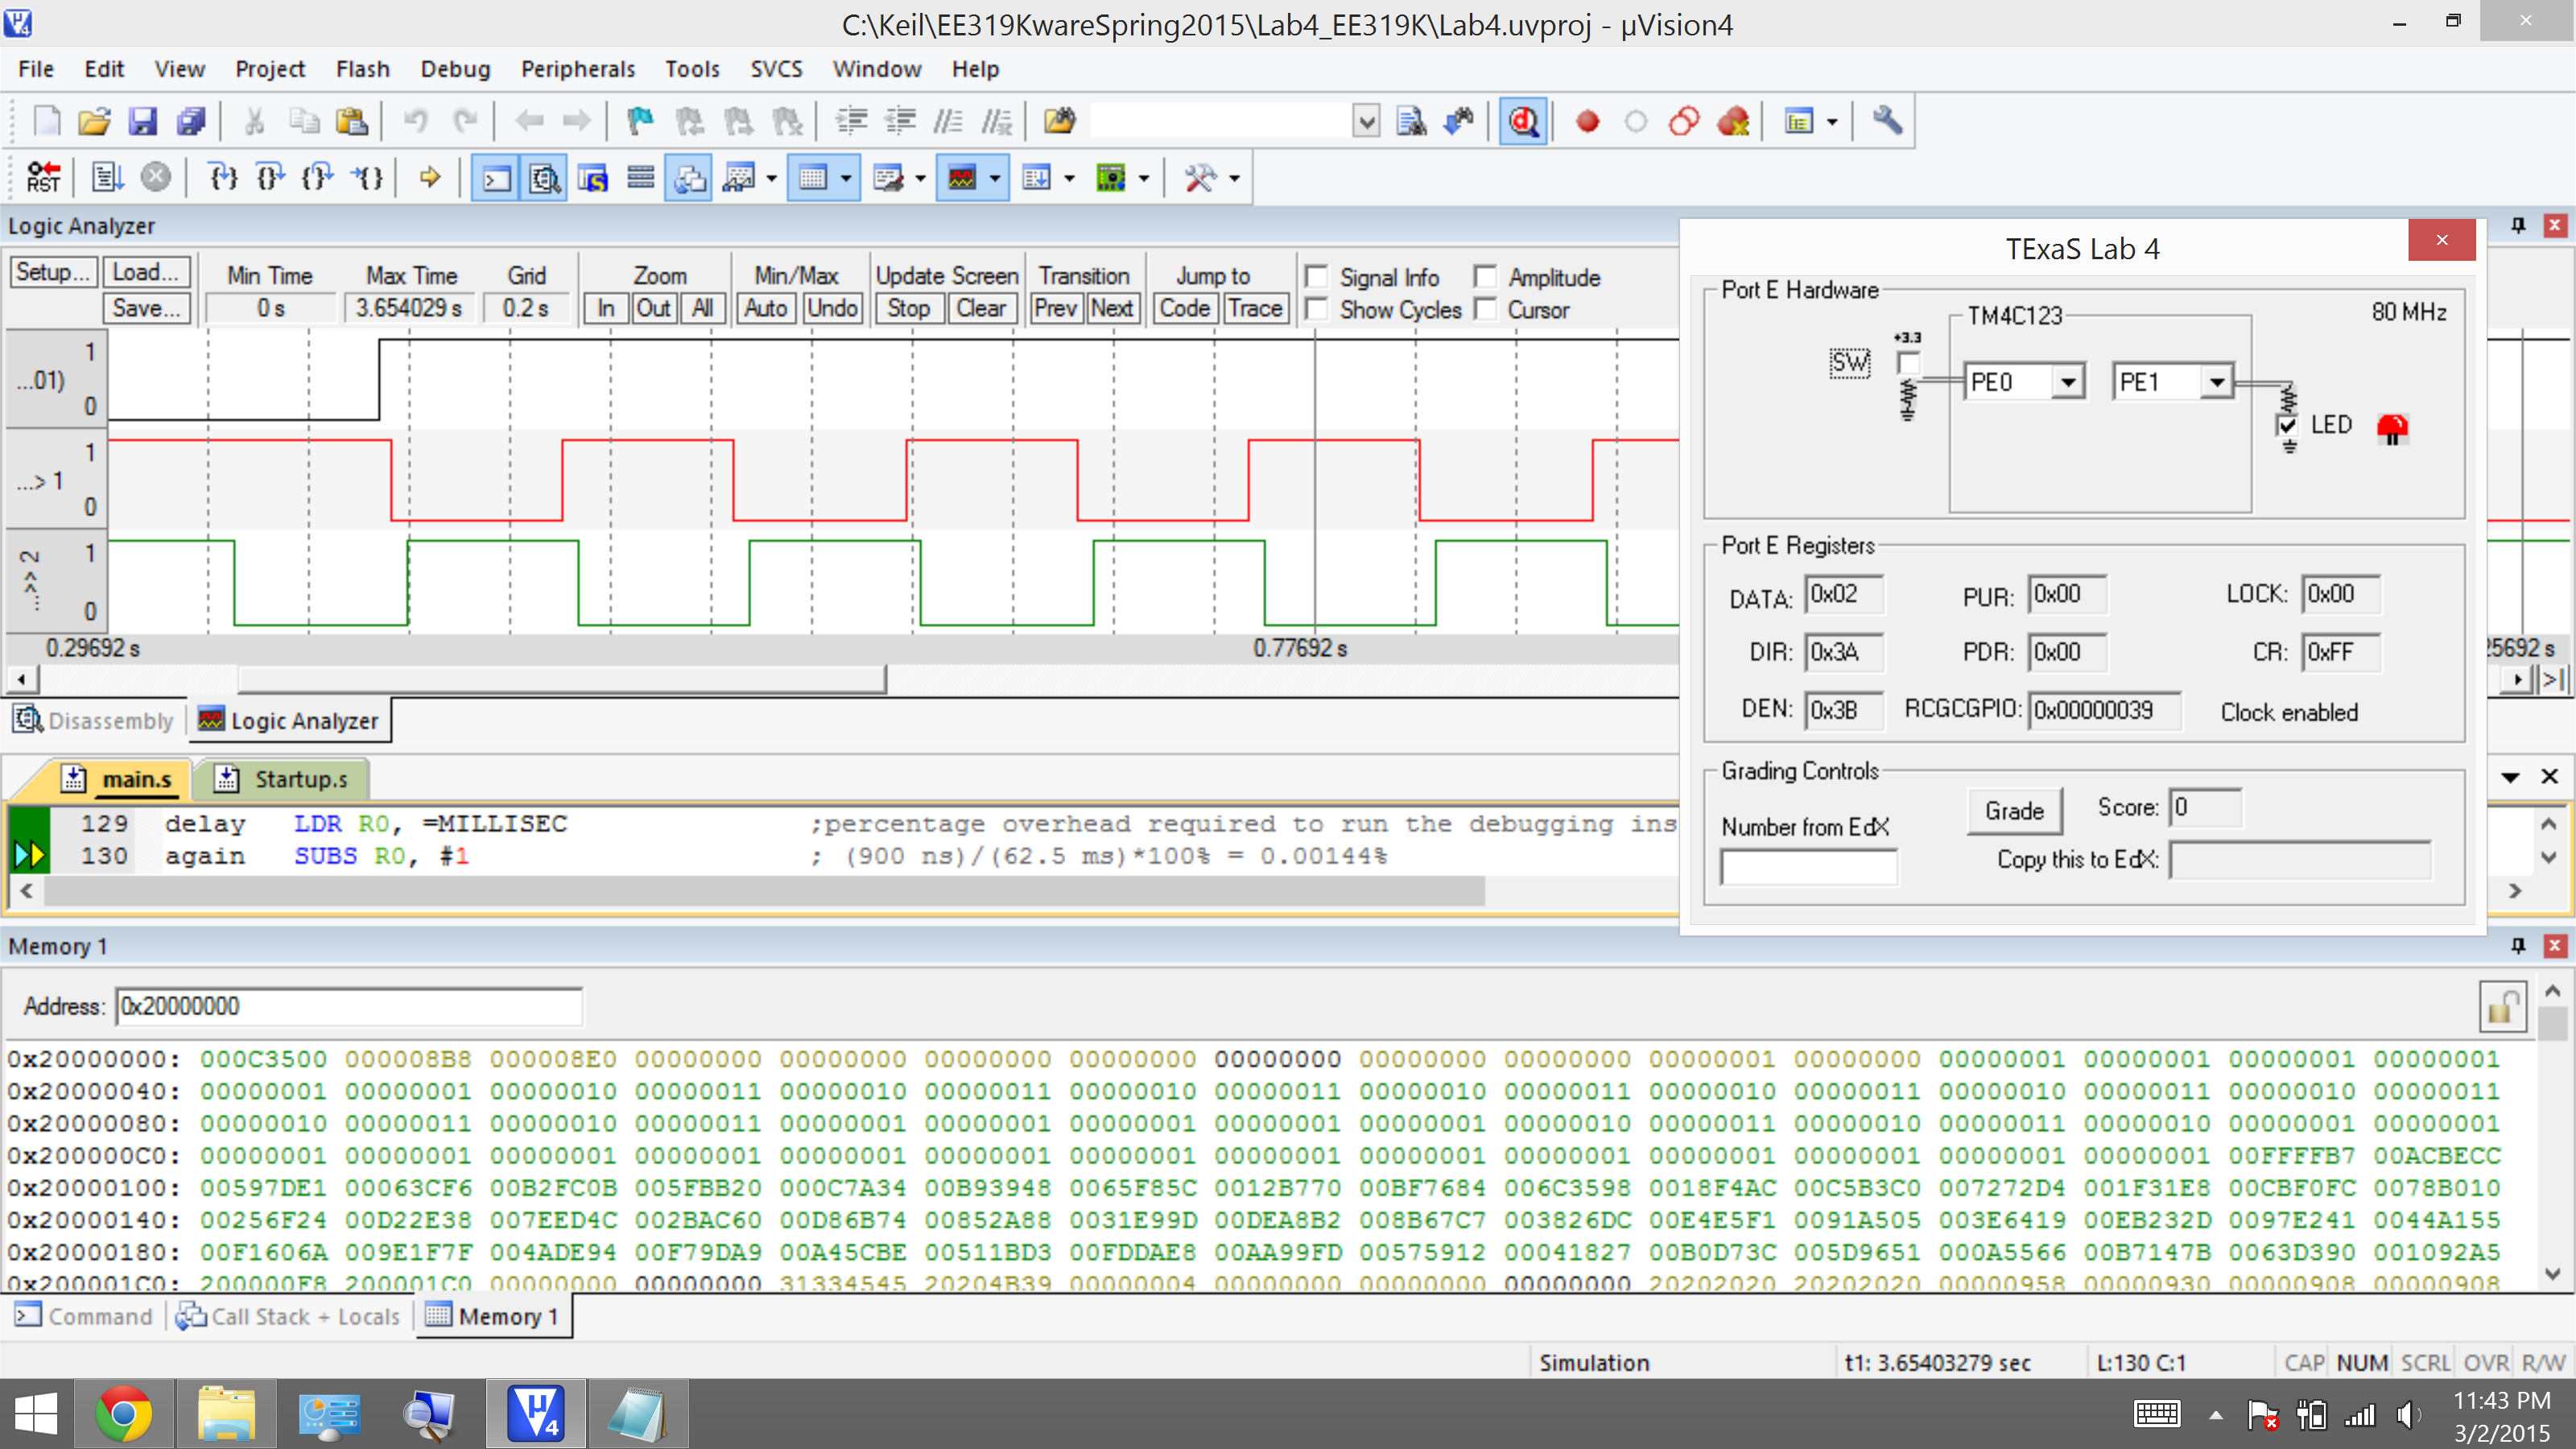 C:\Keil\EE319KwareSpring2015\Lab4_EE319K\Lab4.uvproj - µVision4
File Edit View Project Flash Debug Peripherals Tools SVCS Window Help
RST
Logic Analyzer
Setup... Load... Min Time Max Time Grid Zoom Min/Max Update Screen Transition Jump to Signal Info Amplitude
Save... 0 s 3.654029 s 0.2 s In Out All Auto Undo Stop Clear Prev Next Code Trace Show Cycles Cursor
1
...01)
0
1
...> 1
0
1
...>> 2
0
0.29692 s 0.77692 s 25692 s
Disassembly Logic Analyzer
TExaS Lab 4
Port E Hardware
TM4C123 80 MHz
+3.3
SW
PE0 PE1
LED
Port E Registers
DATA: 0x02 PUR: 0x00 LOCK: 0x00
DIR: 0x3A PDR: 0x00 CR: 0xFF
DEN: 0x3B RCGCGPIO: 0x00000039 Clock enabled
Grading Controls
Number from EdX Grade Score: 0
Copy this to EdX:
main.s Startup.s
129 delay LDR R0, =MILLISEC ;percentage overhead required to run the debugging ins
130 again SUBS R0, #1 ; (900 ns)/(62.5 ms)*100% = 0.00144%
Memory 1
Address: 0x20000000
0x20000000: 000C3500 000008B8 000008E0 00000000 00000000 00000000 00000000 00000000 00000000 00000000 00000001 00000000 00000001 00000001 00000001 00000001
0x20000040: 00000001 00000001 00000010 00000011 00000010 00000011 00000010 00000011 00000010 00000011 00000010 00000011 00000010 00000011 00000010 00000011
0x20000080: 00000010 00000011 00000010 00000011 00000001 00000001 00000001 00000001 00000001 00000010 00000011 00000010 00000011 00000010 00000001 00000001
0x200000C0: 00000001 00000001 00000001 00000001 00000001 00000001 00000001 00000001 00000001 00000001 00000001 00000001 00000001 00000001 00FFFFB7 00ACBECC
0x20000100: 00597DE1 00063CF6 00B2FC0B 005FBB20 000C7A34 00B93948 0065F85C 0012B770 00BF7684 006C3598 0018F4AC 00C5B3C0 007272D4 001F31E8 00CBF0FC 0078B010
0x20000140: 00256F24 00D22E38 007EED4C 002BAC60 00D86B74 00852A88 0031E99D 00DEA8B2 008B67C7 003826DC 00E4E5F1 0091A505 003E6419 00EB232D 0097E241 0044A155
0x20000180: 00F1606A 009E1F7F 004ADE94 00F79DA9 00A45CBE 00511BD3 00FDDAE8 00AA99FD 00575912 00041827 00B0D73C 005D9651 000A5566 00B7147B 0063D390 001092A5
0x200001C0: 200000F8 200001C0 00000000 00000000 31334545 20204B39 00000004 00000000 00000000 00000000 20202020 20202020 00000958 00000930 00000908 00000908
Command Call Stack + Locals Memory 1
Simulation t1: 3.65403279 sec L:130 C:1 CAP NUM SCRL OVR R/W
11:43 PM
3/2/2015